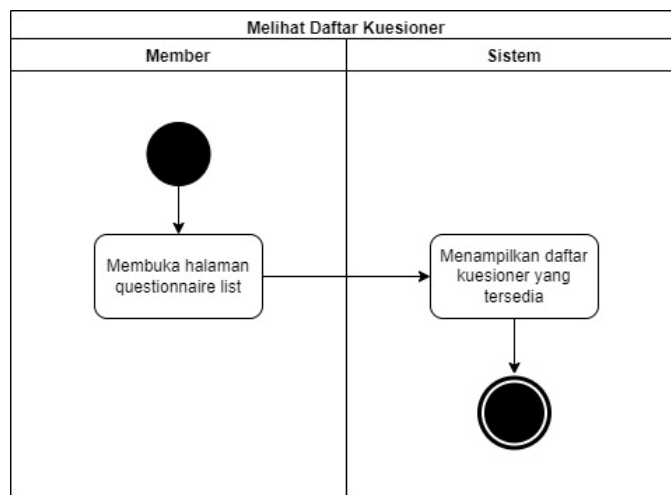 Melihat Daftar Kuesioner
Member
Sistem
Membuka halaman
questionnaire list
Menampilkan daftar
kuesioner yang
tersedia